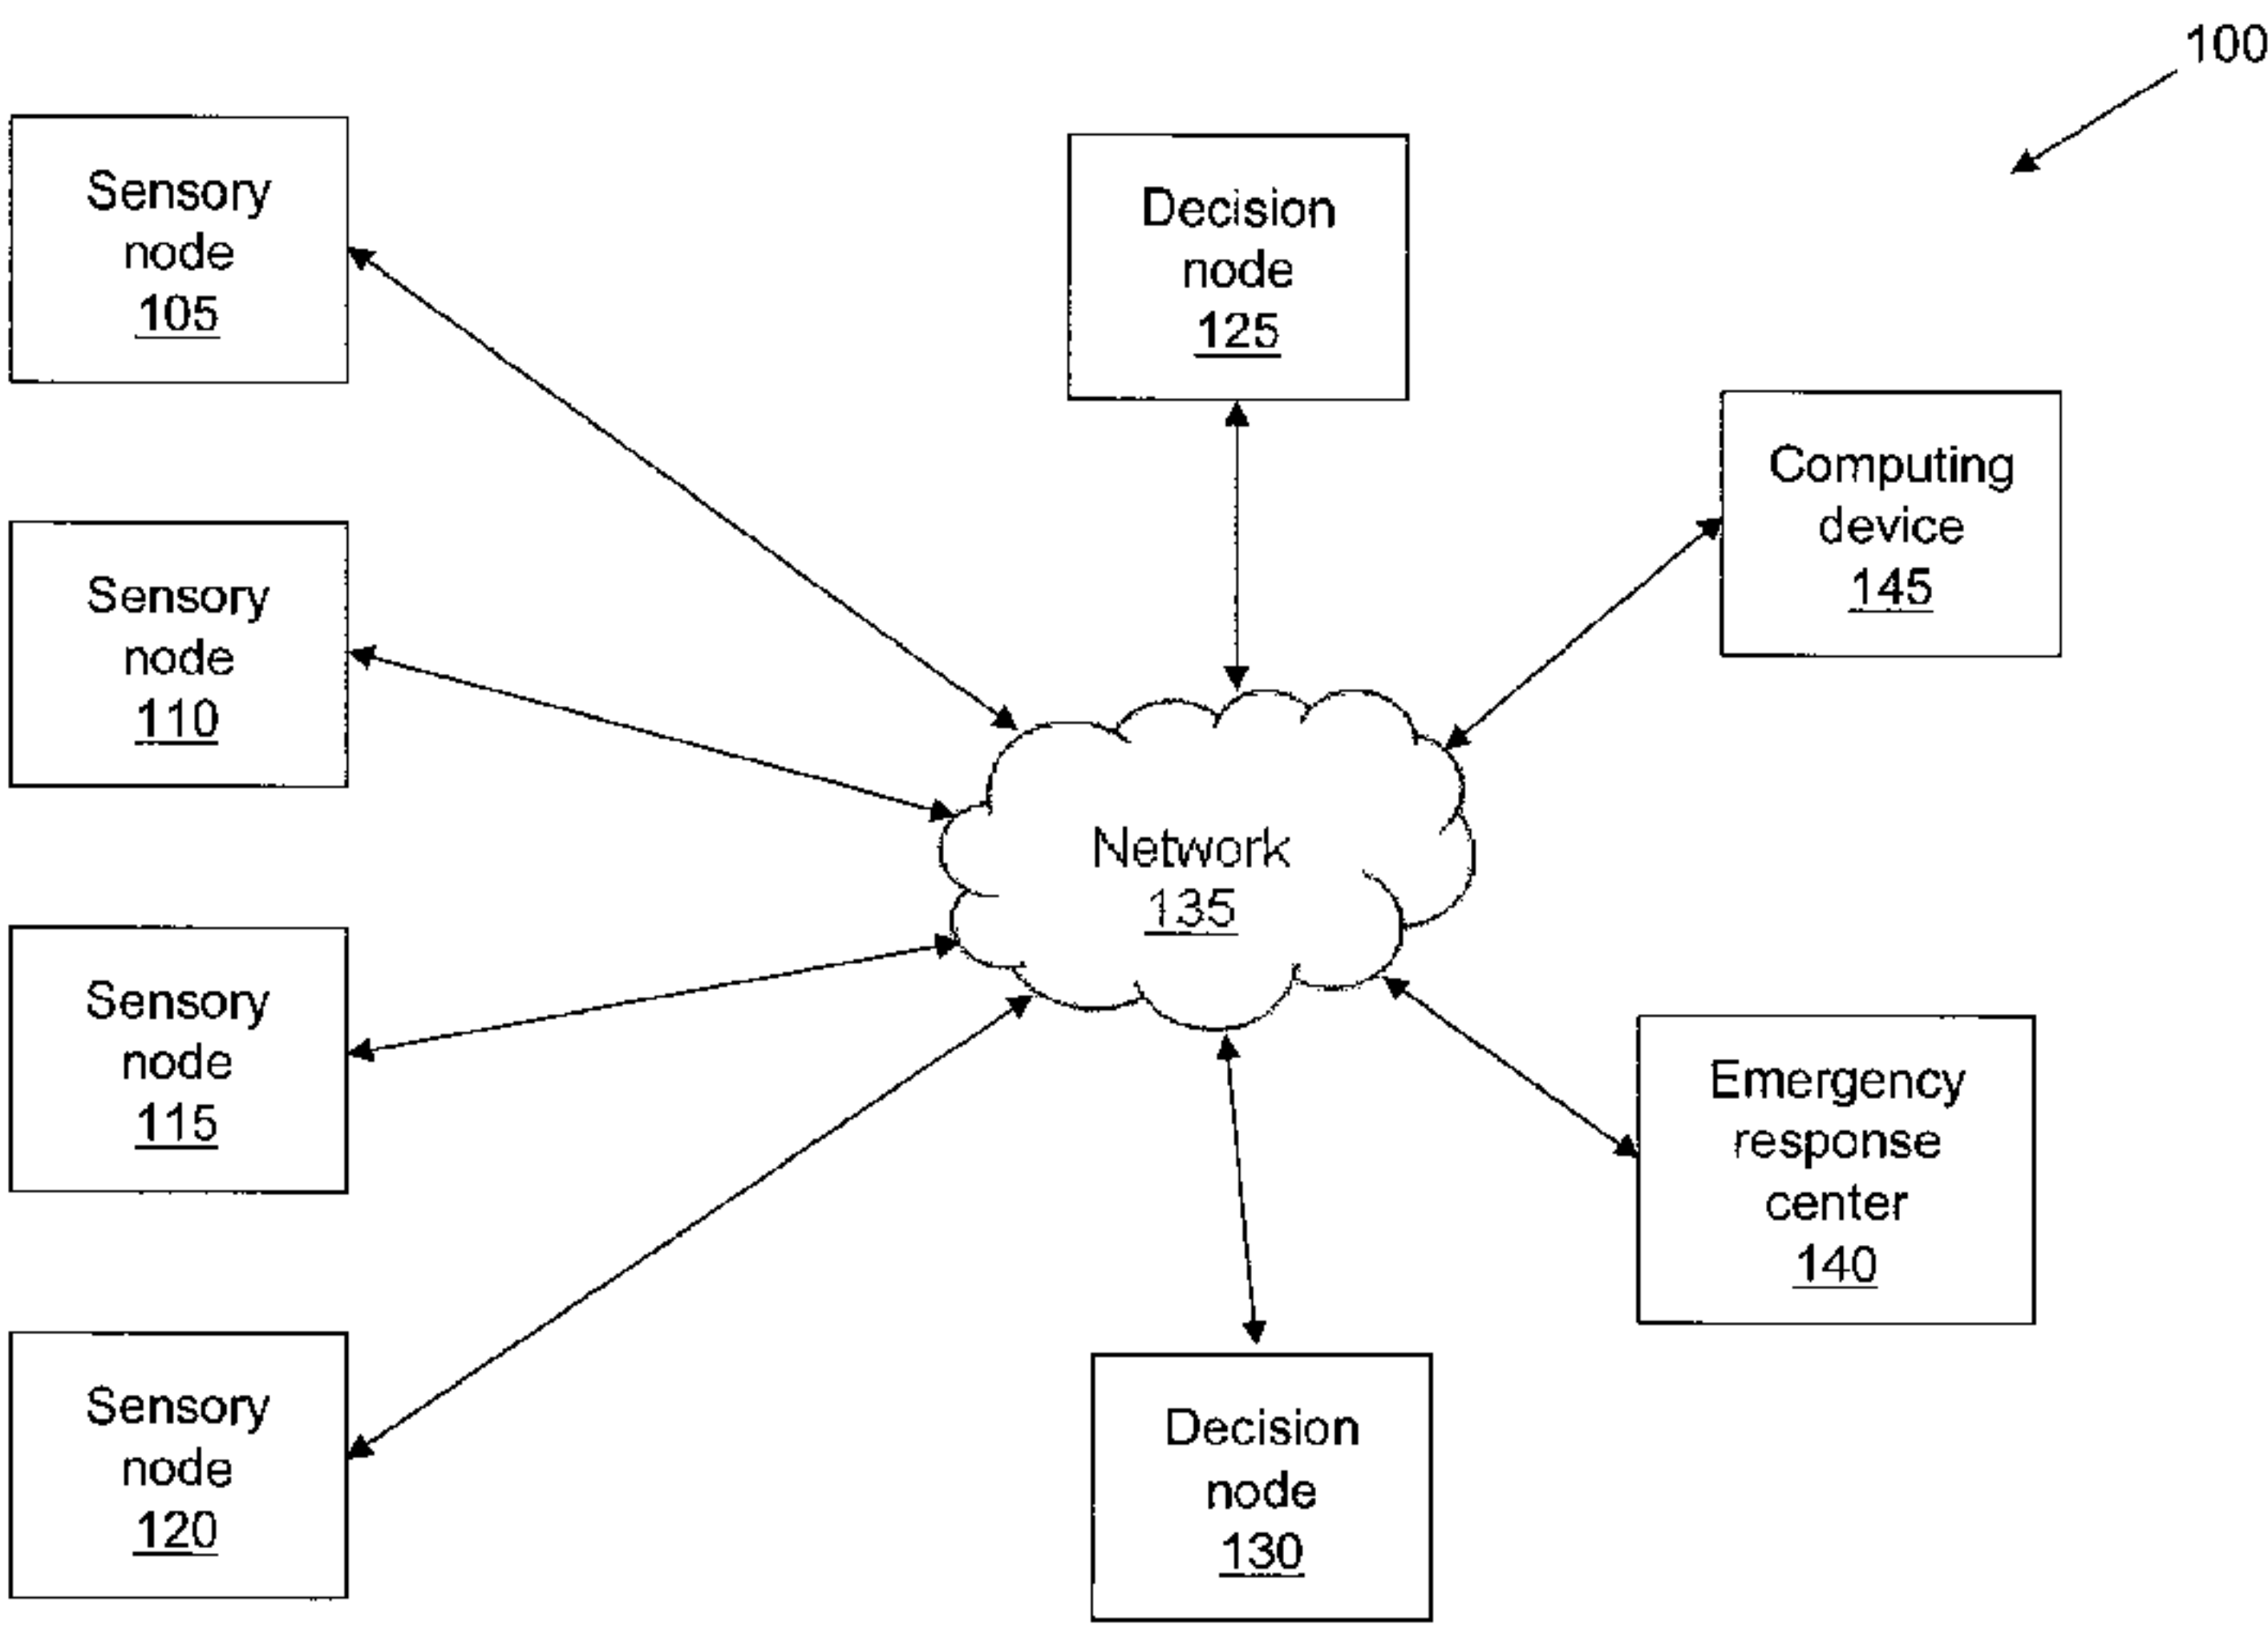 100
Sensory
node
105
Decision
node
125
Computing
device
145
Sensory
node
110
Network
135
Sensory
node
115
Emergency
response
center
140
Sensory
node
120
Decision
node
130